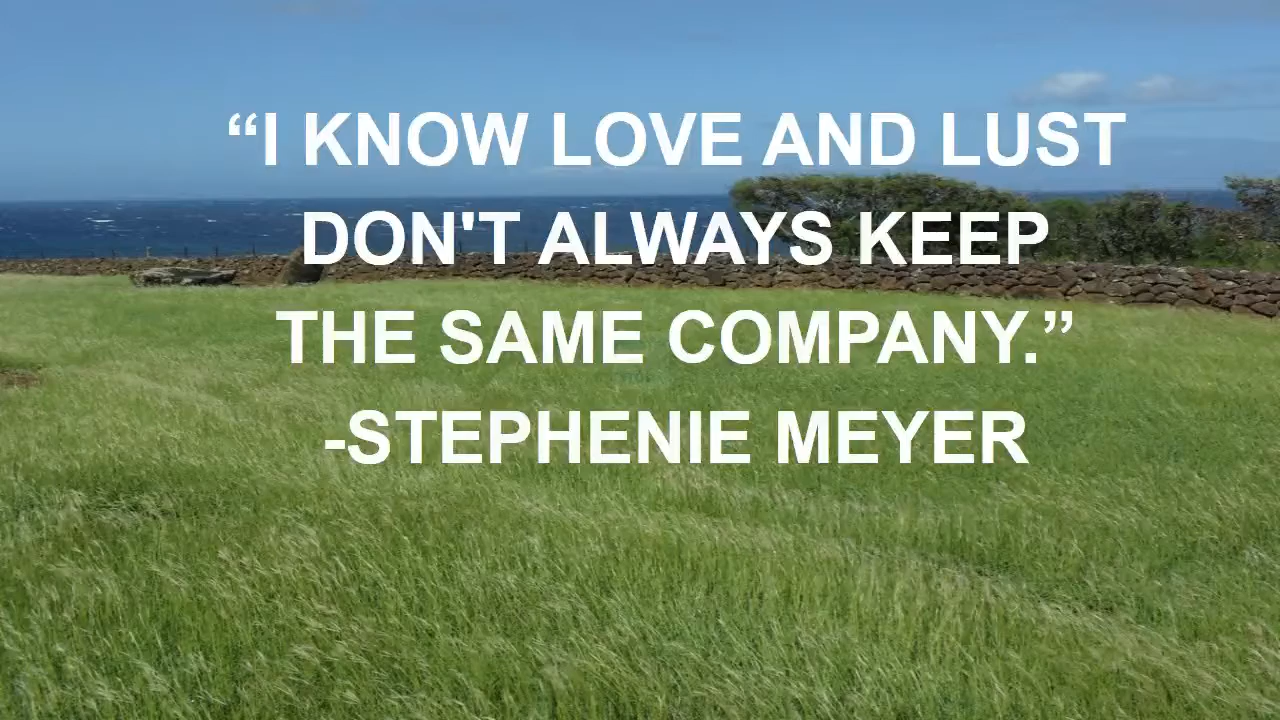 “I KNOW LOVE AND LUST
DON'T ALWAYS KEEP
THE SAME COMPANY.”
-STEPHENIE MEYER